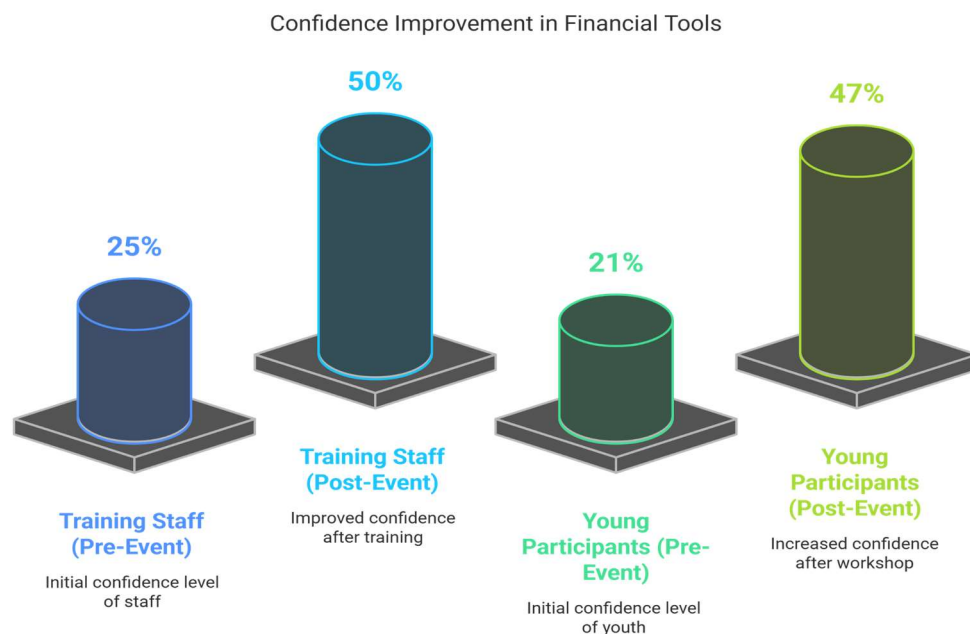 Confidence Improvement in Financial Tools
25%
Training Staff
(Pre-Event)
Initial confidence level
of staff
50%
Training Staff
(Post-Event)
Improved confidence
after training
21%
Young
Participants (Pre-
Event)
Initial confidence level
of youth
47%
Young
Participants
(Post-Event)
Increased confidence
after workshop